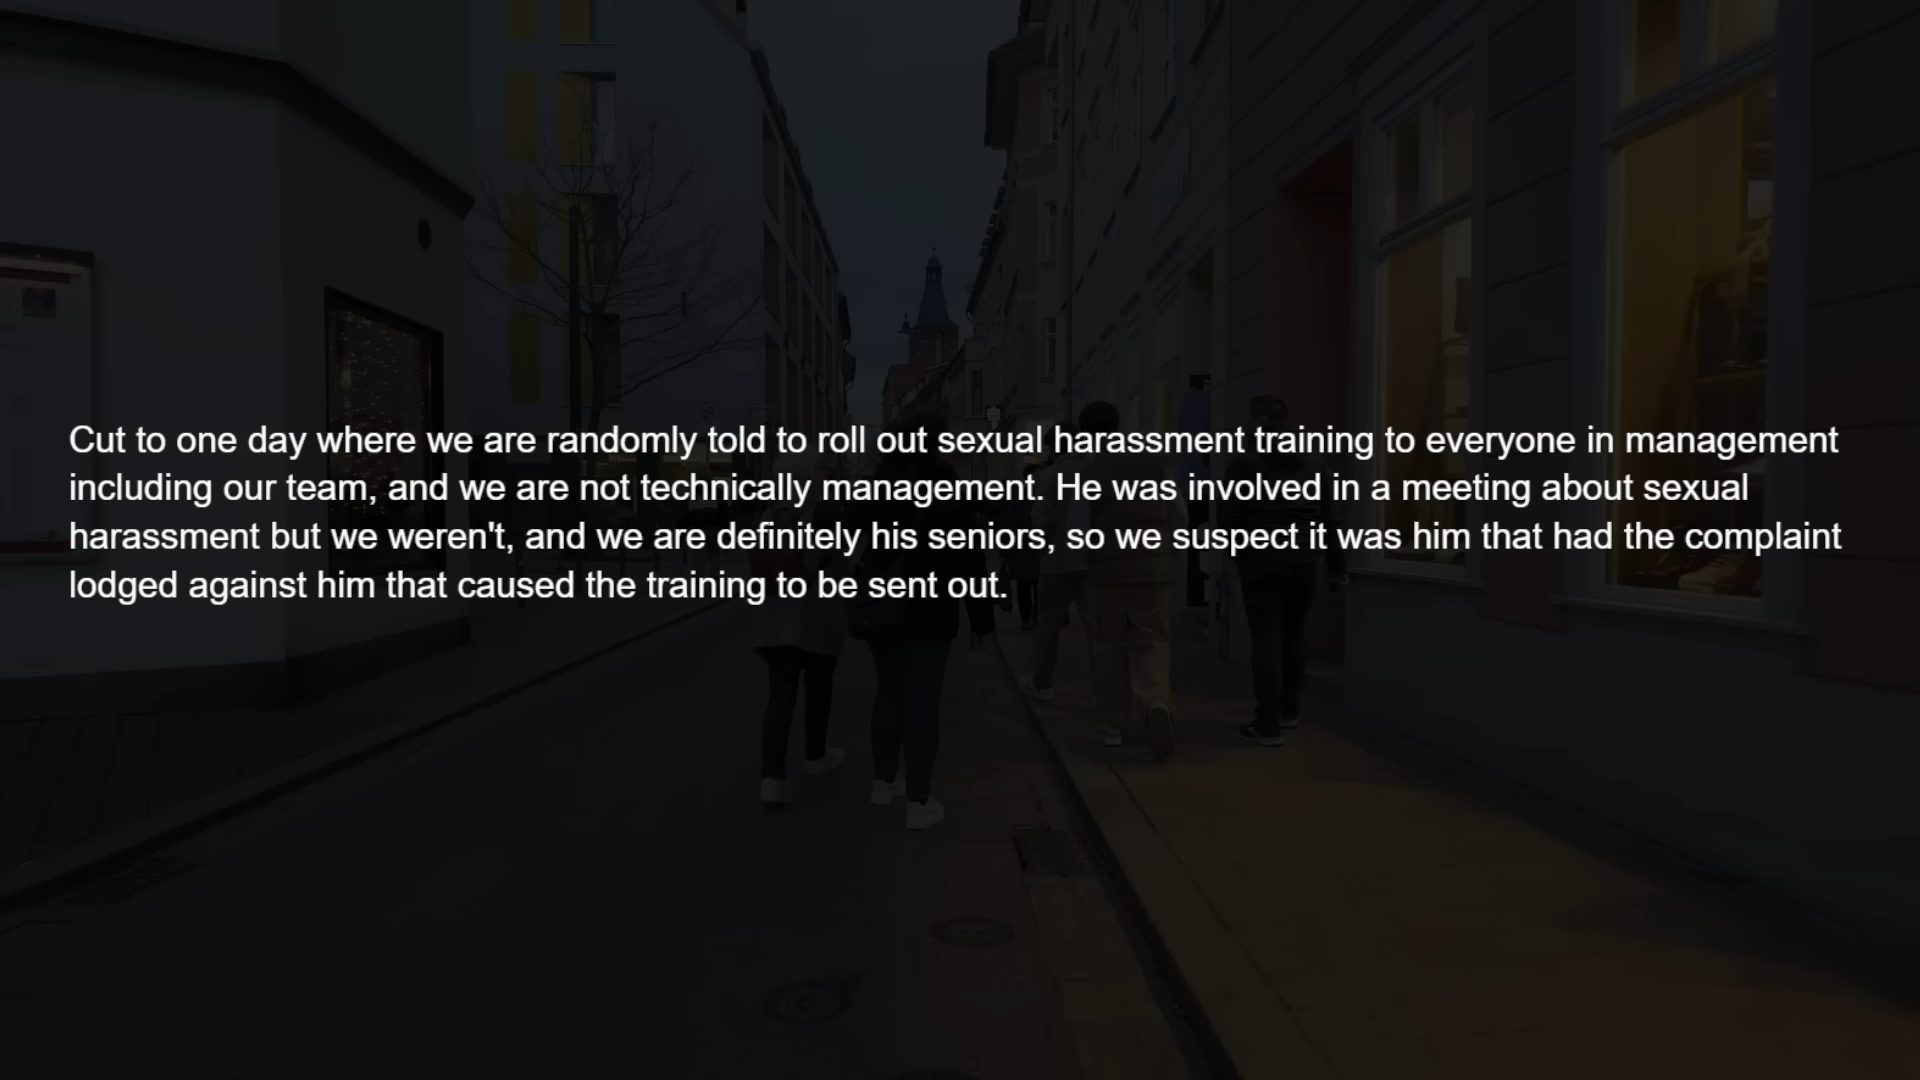 Cut to one day where we are randomly told to roll out sexual harassment training to everyone in management
including our team, and we are not technically management. He was involved in a meeting about sexual
harassment but we weren't, and we are definitely his seniors, so we suspect it was him that had the complaint
lodged against him that caused the training to be sent out.